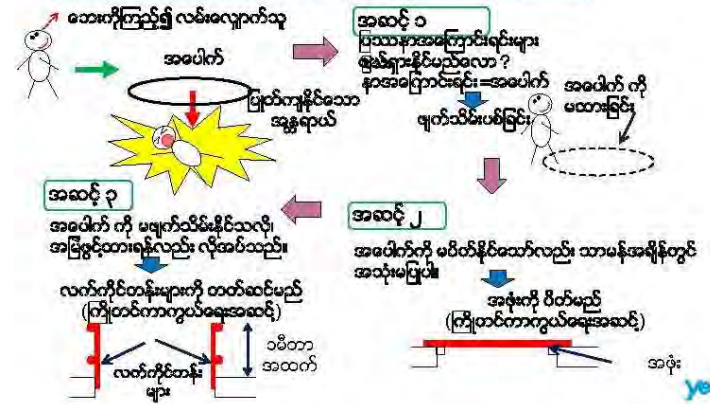 ဘေးကိုကြည့်၍ လမ်းလျှောက်သူ
အပေါက်
ပြုတ်ကျနိုင်သော
အန္တရာယ်
အဆင့် ၁
ပြဿနာအကြောင်းရင်းများ
ဖယ်ရှားနိုင်မည်လော ?
နာအကြောင်းရင်း =အပေါက်
ဖျက်သိမ်းပစ်ခြင်း
အပေါက် ကို
မထားခြင်း
အဆင့် ၂
အပေါက်ကို မပိတ်နိုင်သော်လည်း သာမန်အချိန်တွင်
အသုံးမပြုပါ။
အဖုံးကို ပိတ်မည်
(ကြိုတင်ကာကွယ်ရေးအဆင့်)
အဖုံး
အဆင့် ၃
အပေါက် ကို မဖျက်သိမ်းနိုင်သလို၊
အမြဲဖွင့်ထားရန်လည်း လိုအပ်သည်။
လက်ကိုင်တန်းများကို တတ်ဆင်မည်
(ကြိုတင်ကာကွယ်ရေးအဆင့်)
၁မီတာ
အထက်
လက်ကိုင်တန်း
များ
ye